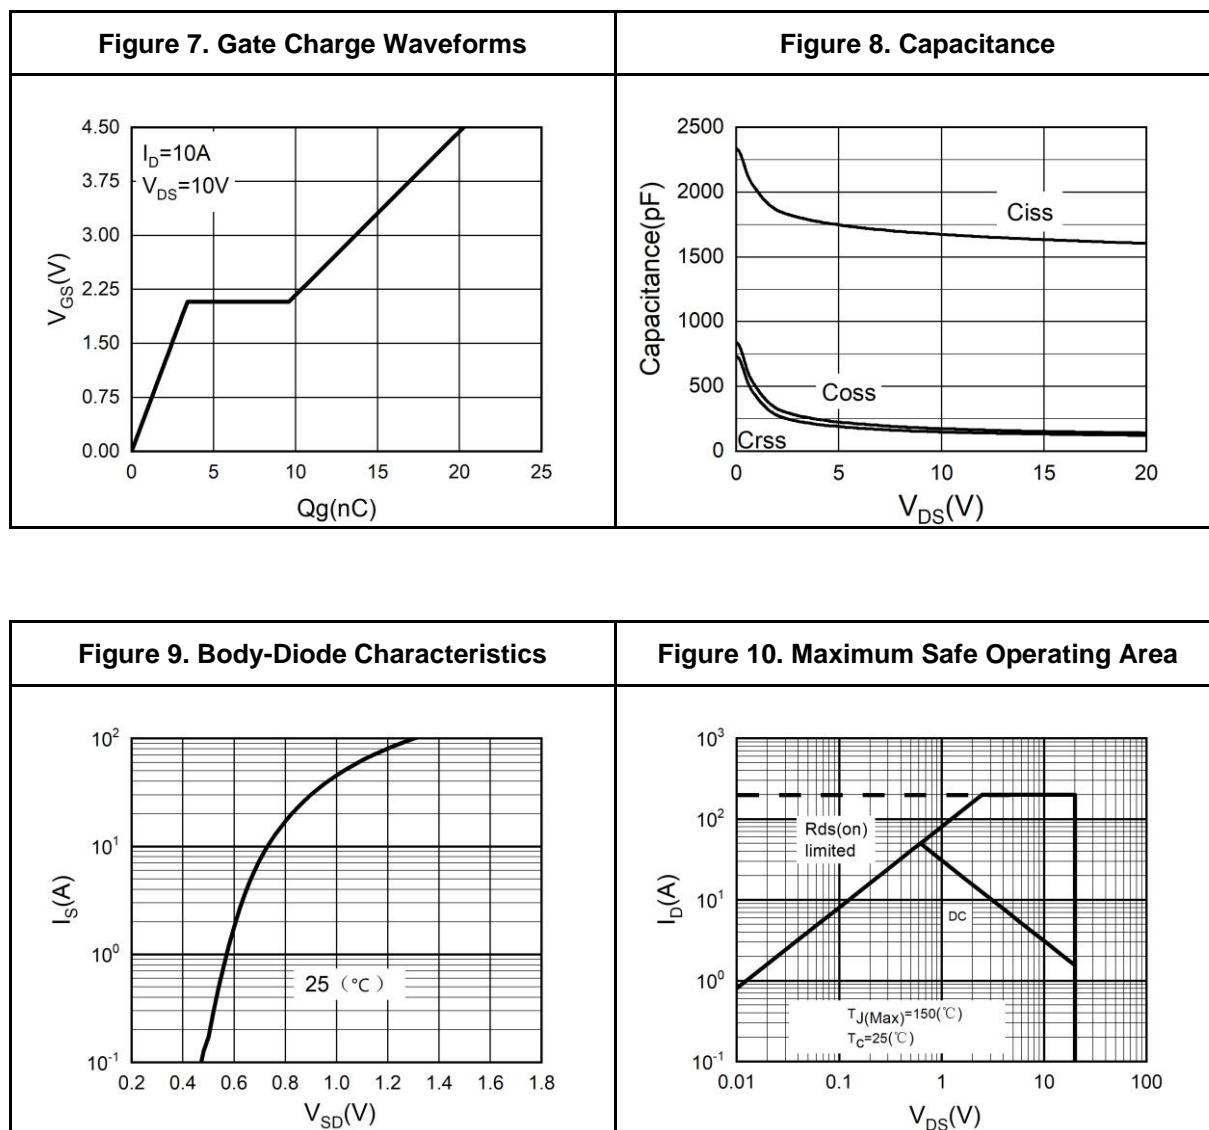 Figure 7. Gate Charge Waveforms
Figure 8. Capacitance
4.50
3.75
3.00
2.25
1.50
0.75
0.00
V_GS(V)
I_D=10A
V_DS=10V
0 5 10 15 20 25
Qg(nC)
2500
2000
1500
1000
500
0
Capacitance(pF)
Ciss
Coss
Crss
0 5 10 15 20
V_DS(V)
Figure 9. Body-Diode Characteristics
Figure 10. Maximum Safe Operating Area
10^2
10^1
10^0
10^-1
I_S(A)
25（℃）
0.2 0.4 0.6 0.8 1.0 1.2 1.4 1.6 1.8
V_SD(V)
10^3
10^2
10^1
10^0
10^-1
I_D(A)
Rds(on)
limited
DC
T_J(Max)=150(℃)
T_C=25(℃)
0.01 0.1 1 10 100
V_DS(V)